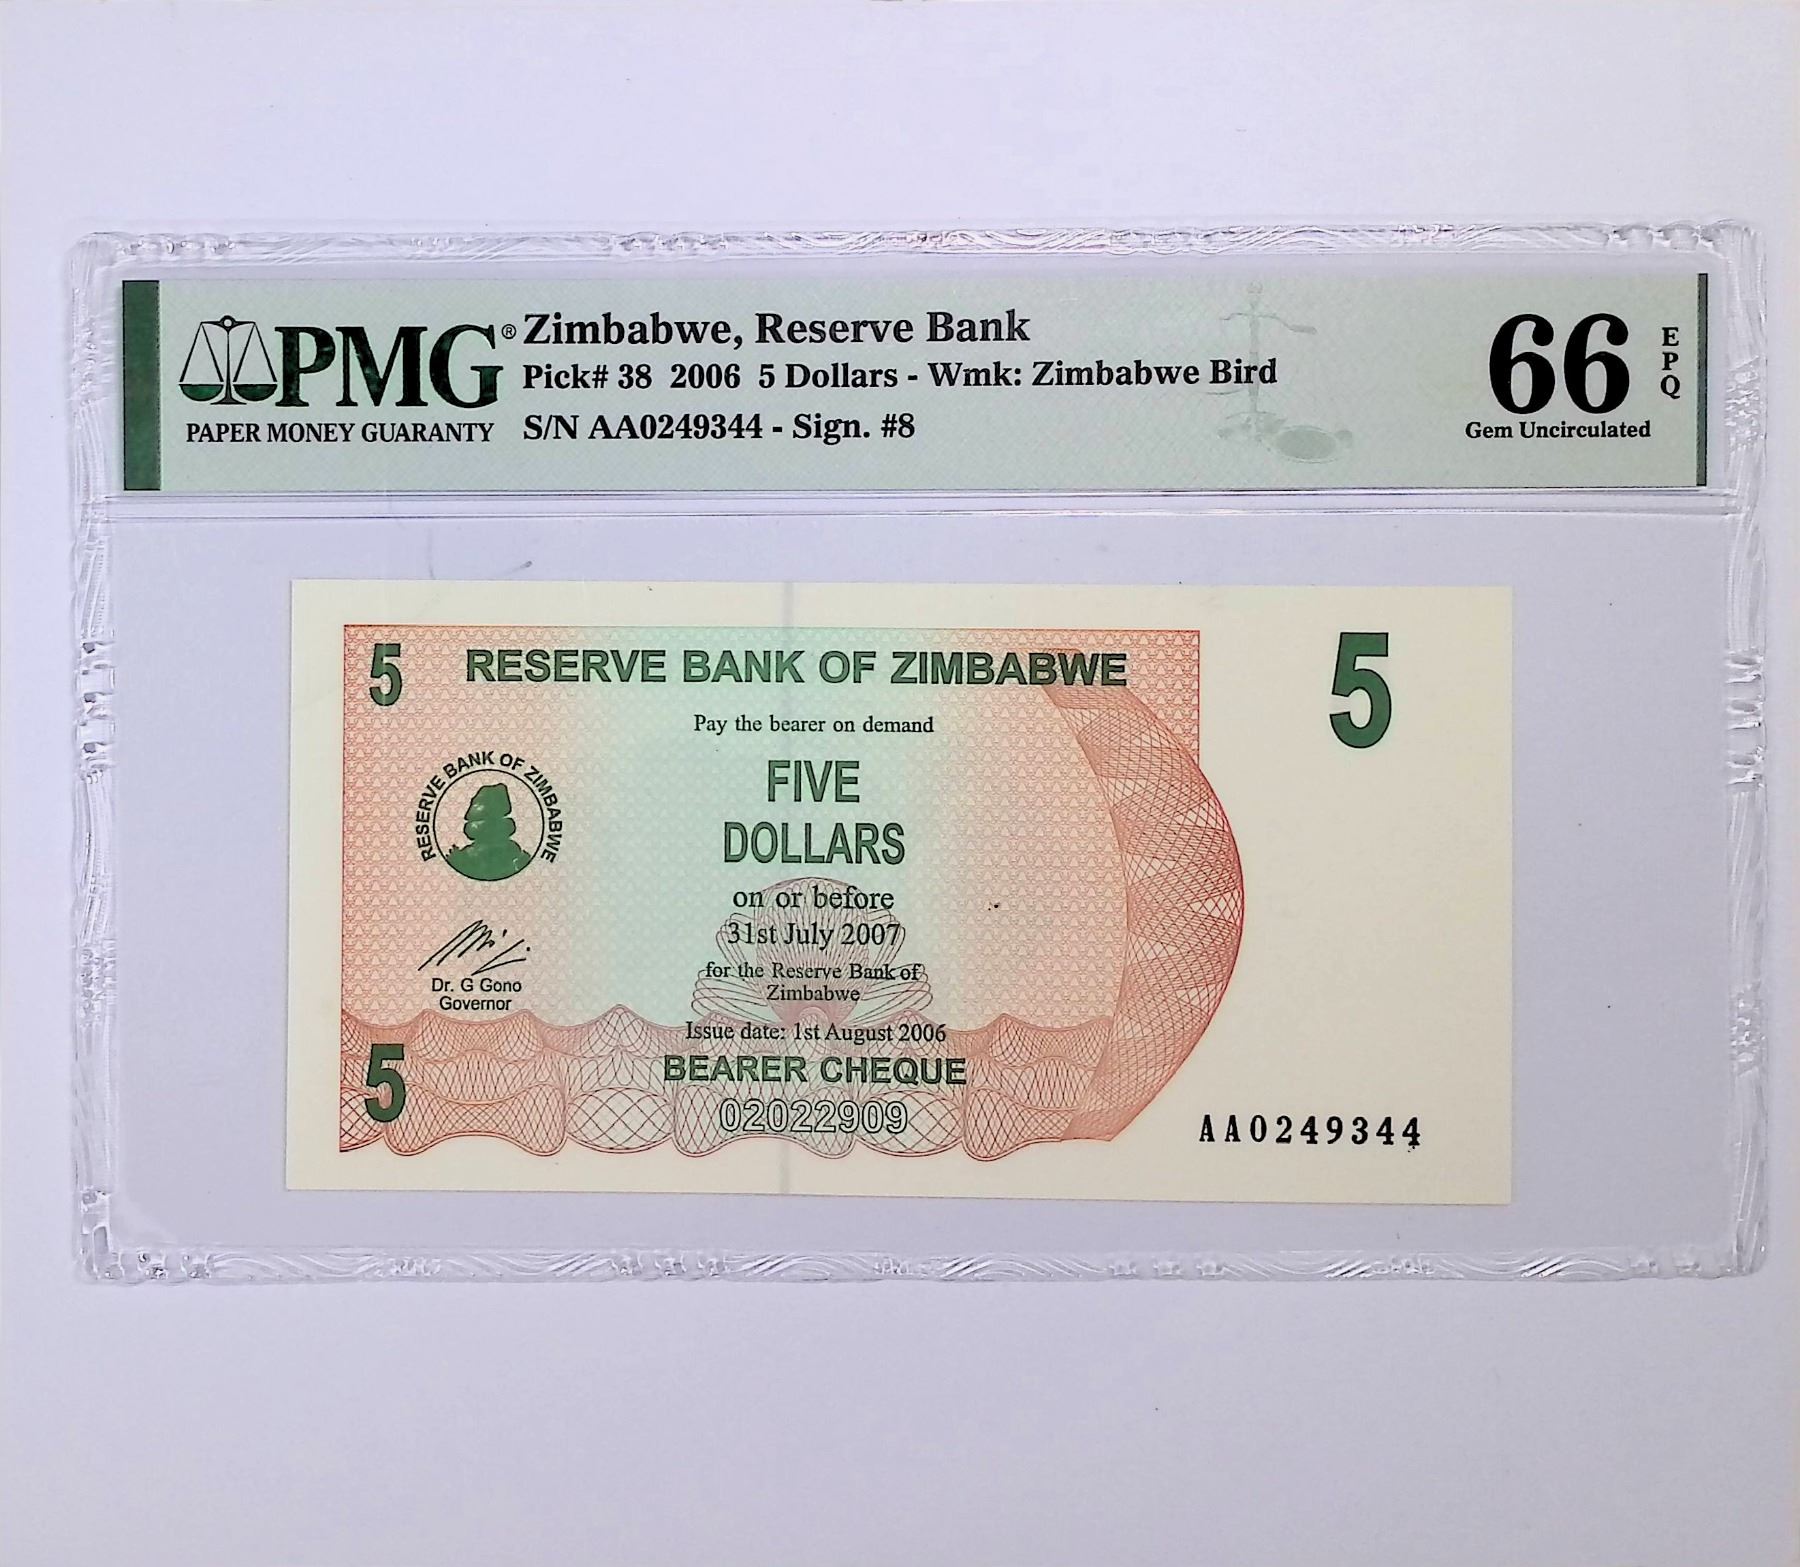 PMG®
PAPER MONEY GUARANTY
Zimbabwe, Reserve Bank
Pick# 38 2006 5 Dollars - Wmk: Zimbabwe Bird
S/N AA0249344 - Sign. #8
66
EPQ
Gem Uncirculated
5
RESERVE BANK OF ZIMBABWE
5
Pay the bearer on demand
FIVE
DOLLARS
RESERVE BANK OF ZIMBABWE
on or before
31st July 2007
for the Reserve Bank of
Zimbabwe
Dr. G Gono
Governor
Issue date: 1st August 2006
5
BEARER CHEQUE
02022909
AA0249344